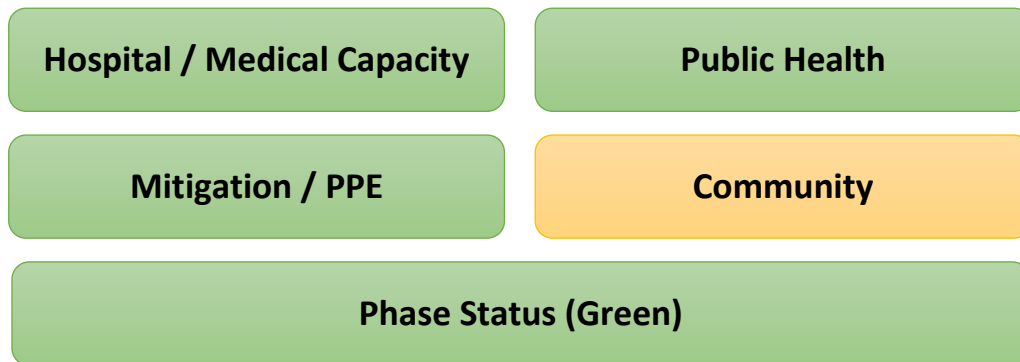 Hospital / Medical Capacity
Public Health
Mitigation / PPE
Community
Phase Status (Green)